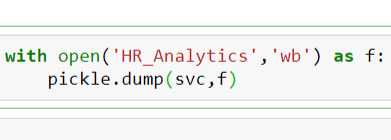 with open('HR_Analytics','wb') as f:
    pickle.dump(svc,f)